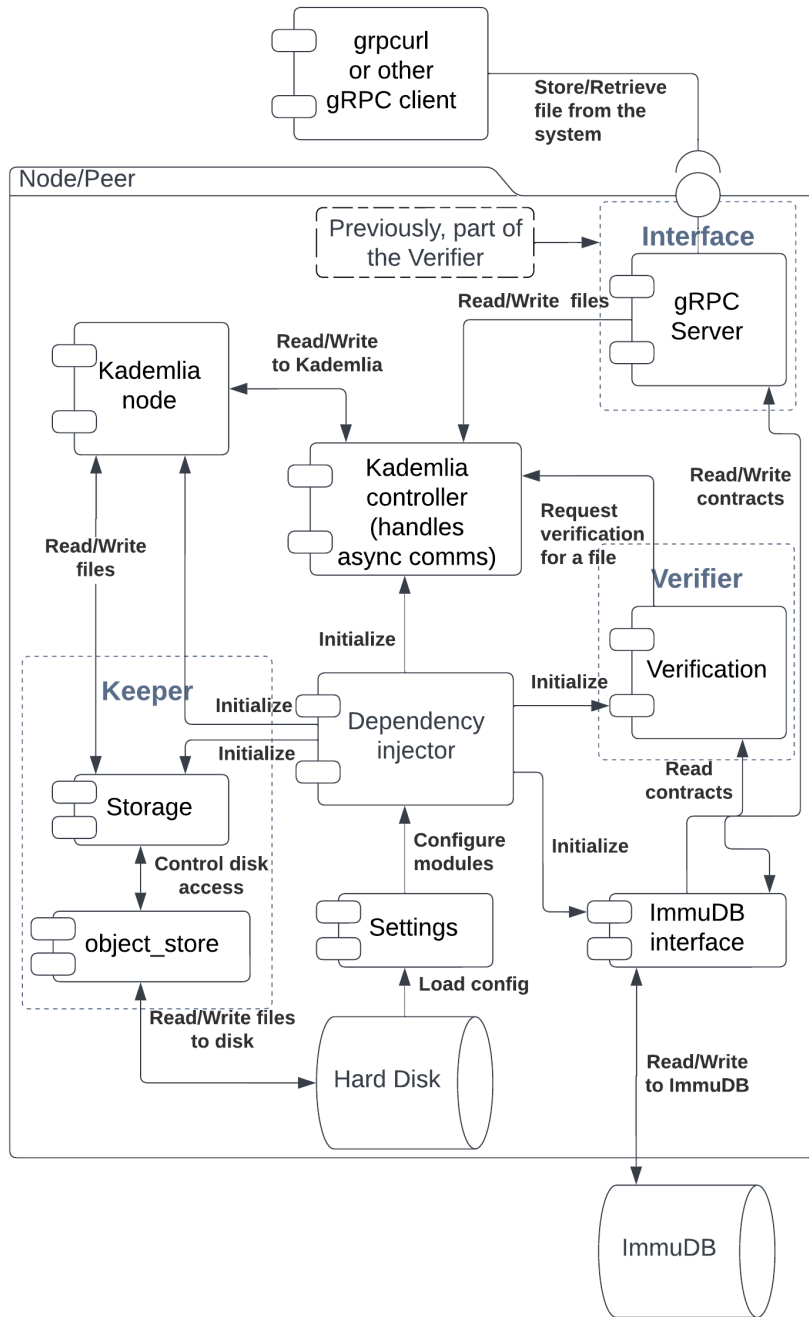 grpcurl
or other
gRPC client
Store/Retrieve
file from the
system
Node/Peer
Previously, part of
the Verifier
Interface
gRPC
Server
Read/Write files
Read/Write
to Kademlia
Kademlia
node
Kademlia
controller
(handles
async comms)
Read/Write
contracts
Request
verification
for a file
Read/Write
files
Verifier
Verification
Initialize
Keeper
Initialize
Initialize
Initialize
Dependency
injector
Storage
Read
contracts
Control disk
access
Configure
modules
Initialize
object_store
Settings
ImmuDB
interface
Load config
Read/Write files
to disk
Hard Disk
Read/Write
to ImmuDB
ImmuDB